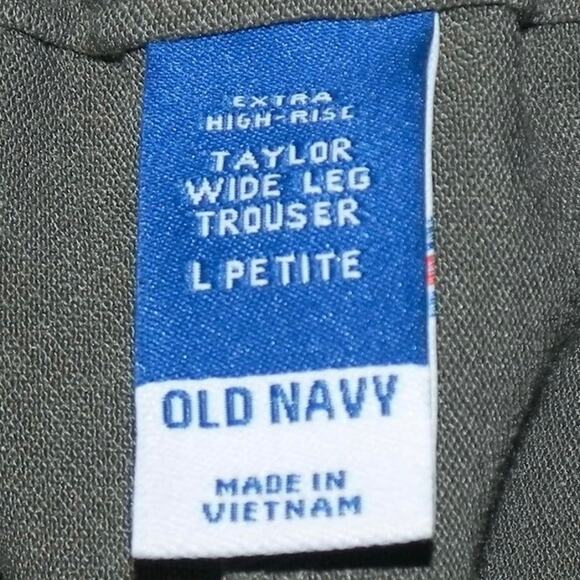 EXTRA
HIGH-RISE
TAYLOR
WIDE LEG
TROUSER
L PETITE
OLD NAVY
MADE IN
VIETNAM